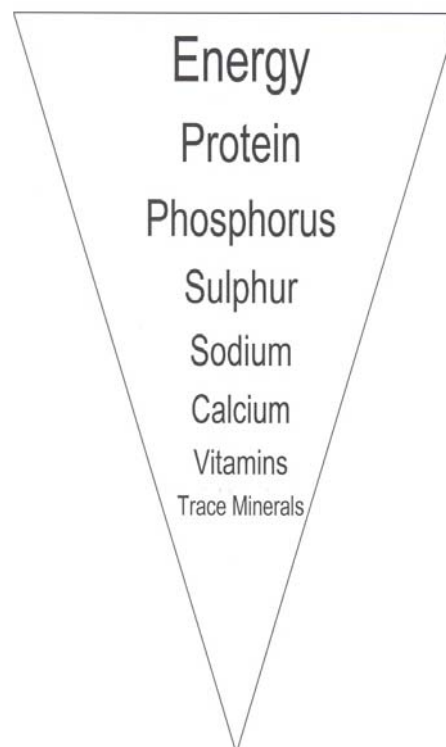 Energy
Protein
Phosphorus
Sulphur
Sodium
Calcium
Vitamins
Trace Minerals